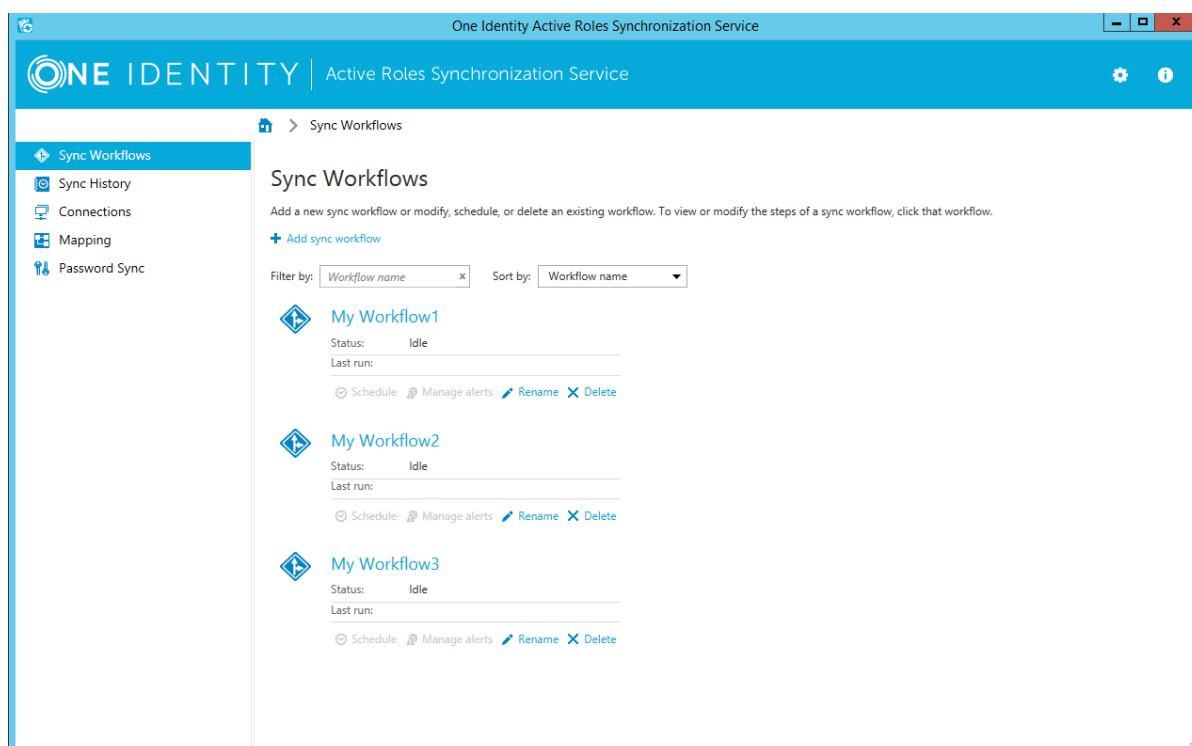 One Identity Active Roles Synchronization Service
ONE IDENTITY Active Roles Synchronization Service
Sync Workflows
Sync Workflows
Sync History
Connections
Mapping
Password Sync
Sync Workflows
Add a new sync workflow or modify, schedule, or delete an existing workflow. To view or modify the steps of a sync workflow, click that workflow.
Add sync workflow
Filter by: Workflow name x Sort by: Workflow name
My Workflow1
Status: Idle
Last run:
Schedule Manage alerts Rename Delete
My Workflow2
Status: Idle
Last run:
Schedule Manage alerts Rename Delete
My Workflow3
Status: Idle
Last run:
Schedule Manage alerts Rename Delete